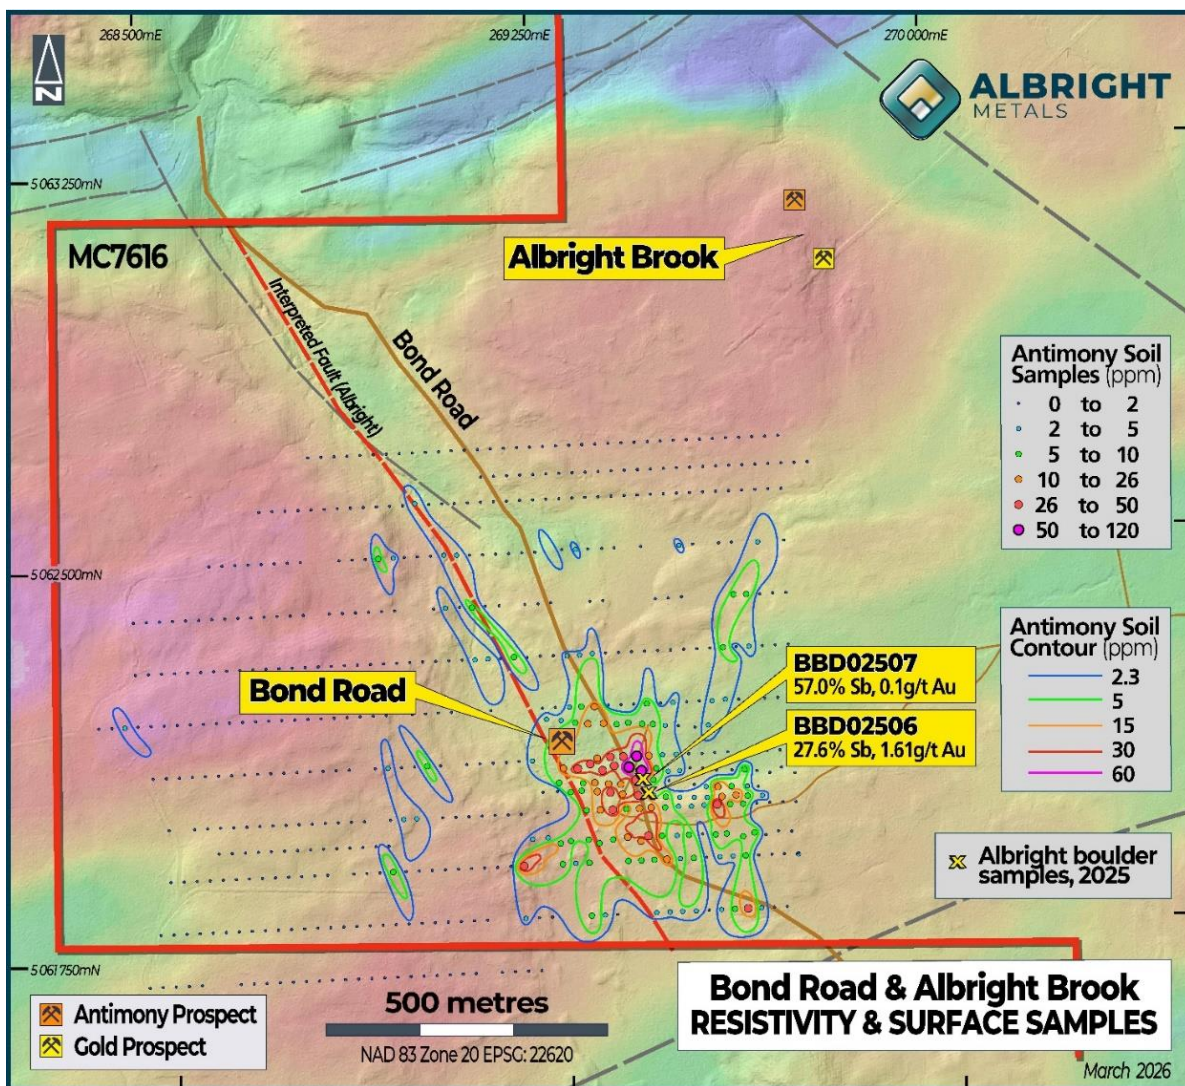 268 500mE
269 250mE
270 000mE
N
ALBRIGHT
METALS
5 063 250mN
MC7616
Albright Brook
Interpreted Fault (Albright)
Bond Road
Antimony Soil
Samples (ppm)
0 to 2
2 to 5
5 to 10
10 to 26
26 to 50
50 to 120
5 062 500mN
Antimony Soil
Contour (ppm)
2.3
5
15
30
60
BBD02507
57.0% Sb, 0.1g/t Au
Bond Road
BBD02506
27.6% Sb, 1.61g/t Au
Albright boulder
samples, 2025
5 061 750mN
Antimony Prospect
Gold Prospect
500 metres
NAD 83 Zone 20 EPSG: 22620
Bond Road & Albright Brook
RESISTIVITY & SURFACE SAMPLES
March 2026